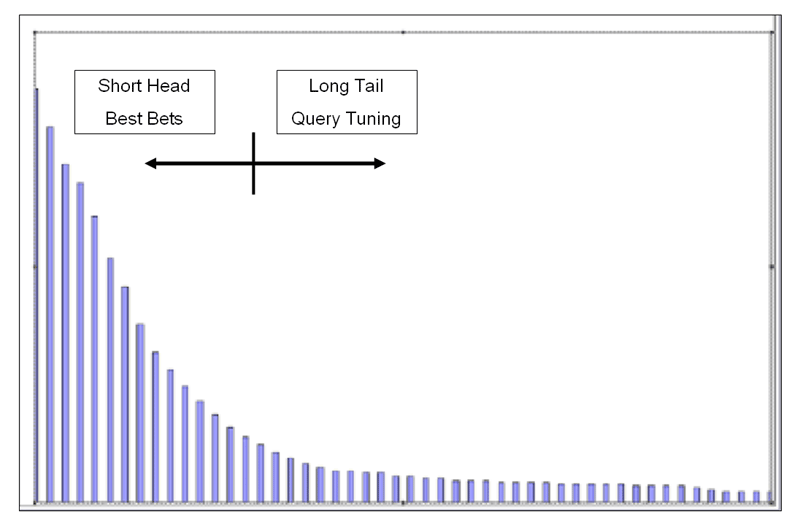 Short Head
Best Bets
Long Tail
Query Tuning